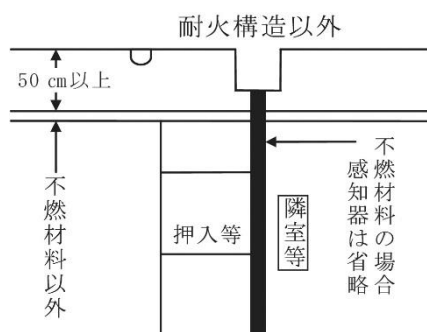 耐火構造以外
50 cm以上
不燃材料以外
押入等
隣室等
不燃材料の場合
感知器は省略